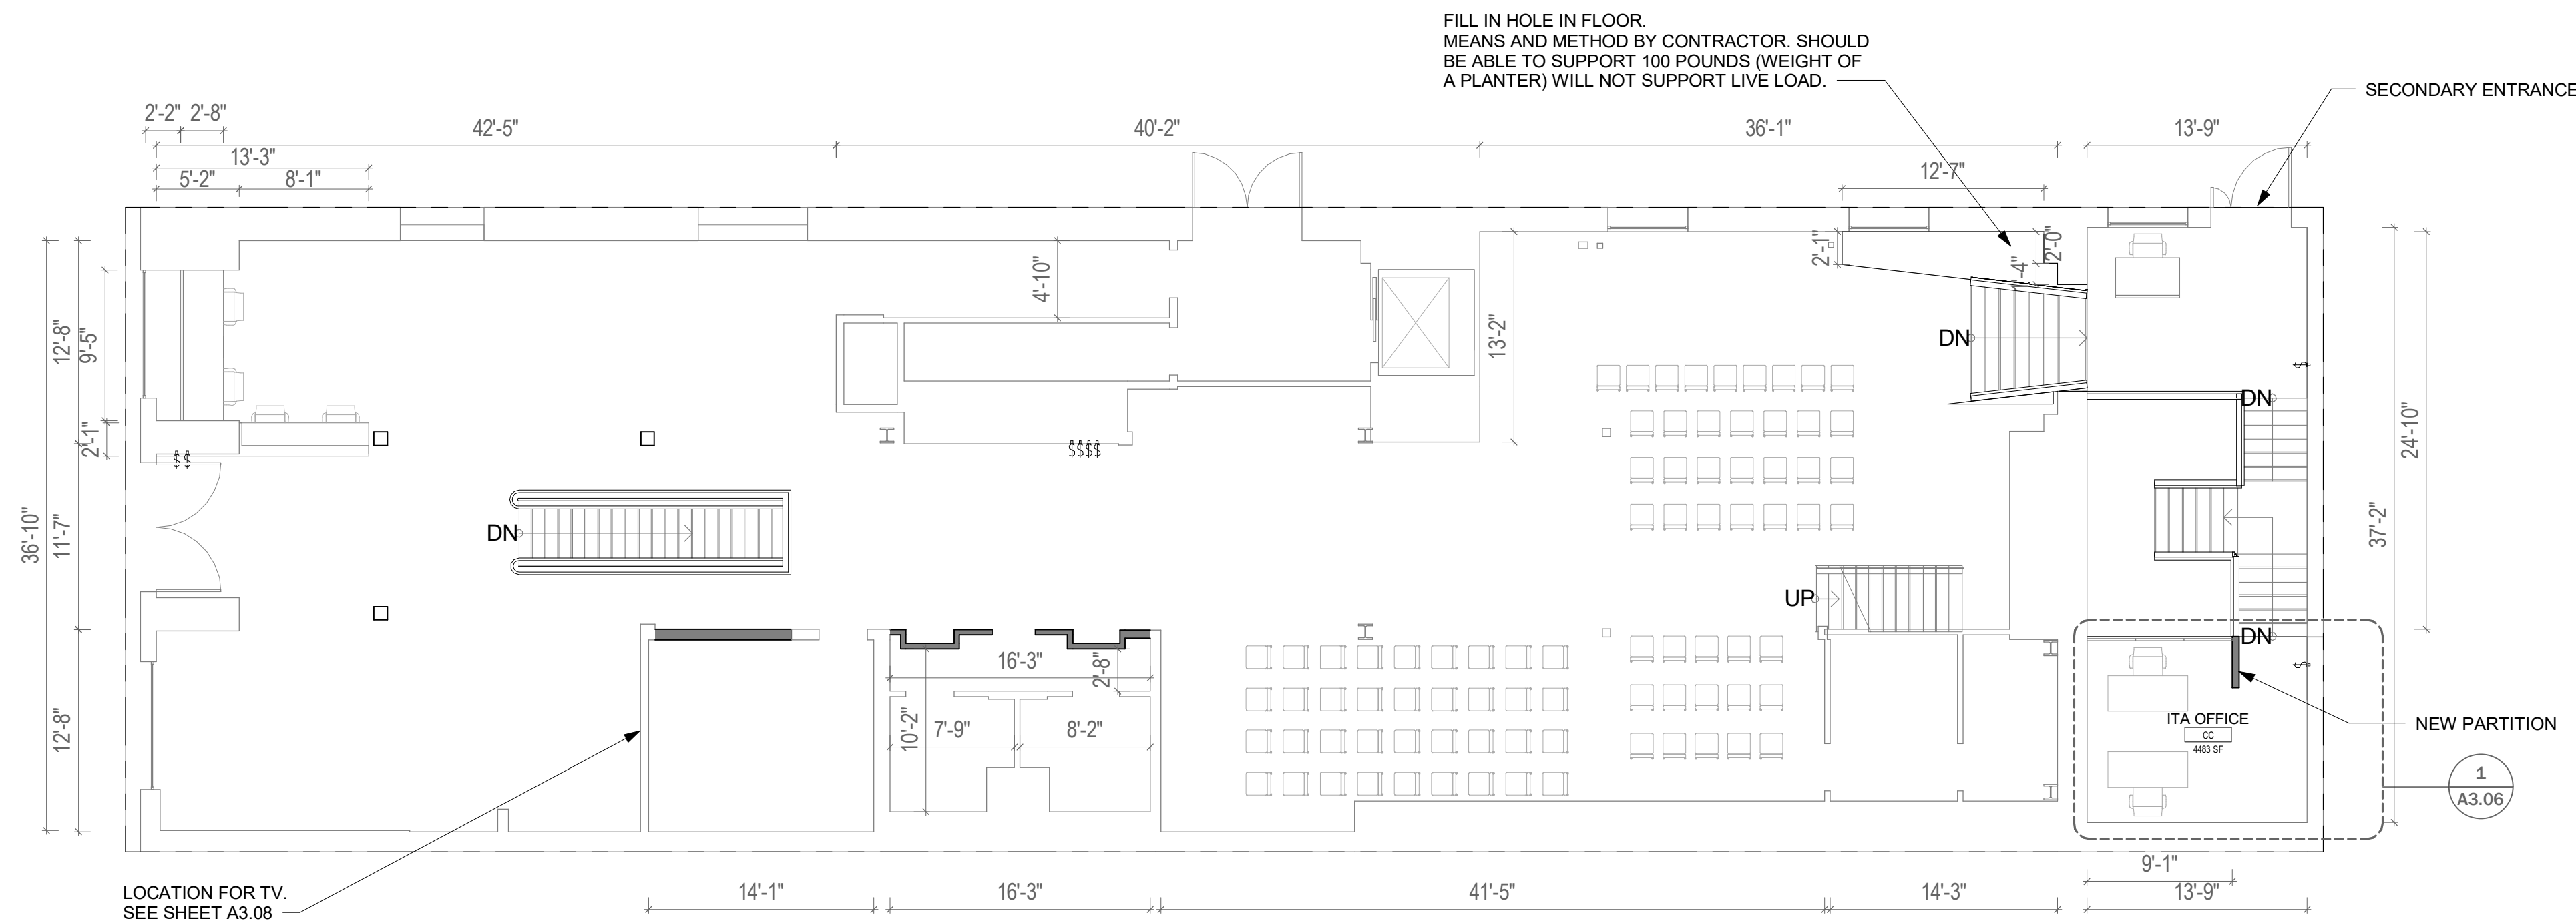 FILL IN HOLE IN FLOOR.
MEANS AND METHOD BY CONTRACTOR. SHOULD
BE ABLE TO SUPPORT 100 POUNDS (WEIGHT OF
A PLANTER) WILL NOT SUPPORT LIVE LOAD.
SECONDARY ENTRANCE
2'-2" 2'-8"
42'-5"
40'-2"
36'-1"
13'-9"
13'-3"
5'-2"
8'-1"
12'-7"
2'-1"
2'-0"
4'-10"
13'-2"
12'-8"
9'-5"
2'-1"
36'-10"
11'-7"
12'-8"
DN
DN
DN
24'-10"
37'-2"
DN
UP
DN
16'-3"
2'-8"
10'-2"
7'-9"
8'-2"
ITA OFFICE
CC
4483 SF
NEW PARTITION
1
A3.06
LOCATION FOR TV.
SEE SHEET A3.08
14'-1"
16'-3"
41'-5"
14'-3"
9'-1"
13'-9"